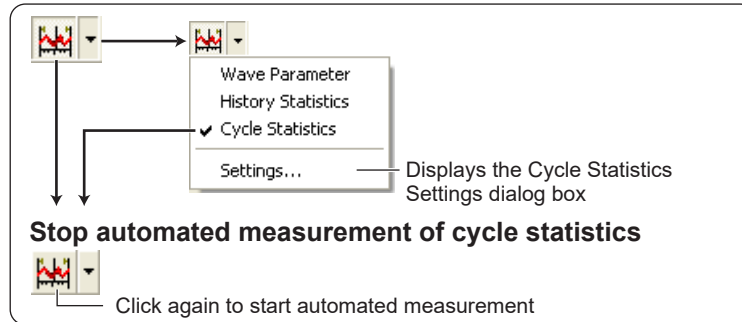 Wave Parameter
History Statistics
✓ Cycle Statistics
Settings...
Displays the Cycle Statistics
Settings dialog box
Stop automated measurement of cycle statistics
Click again to start automated measurement